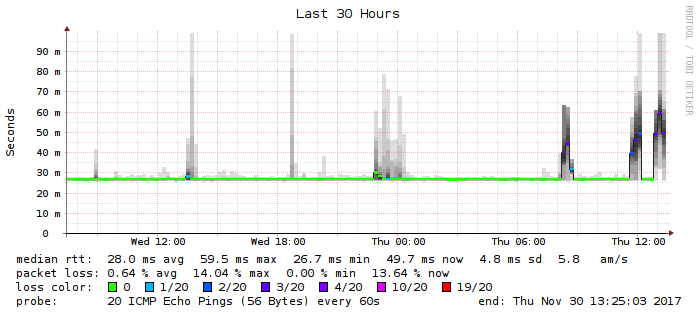 Last 30 Hours
RRDTOOL / TOBI OETIKER
Seconds
90 m
80 m
70 m
60 m
50 m
40 m
30 m
20 m
10 m
0
Wed 12:00 Wed 18:00 Thu 00:00 Thu 06:00 Thu 12:00
median rtt: 28.0 ms avg 59.5 ms max 26.7 ms min 49.7 ms now 4.8 ms sd 5.8 am/s
packet loss: 0.64 % avg 14.04 % max 0.00 % min 13.64 % now
loss color: 0 1/20 2/20 3/20 4/20 10/20 19/20
probe: 20 ICMP Echo Pings (56 Bytes) every 60s end: Thu Nov 30 13:25:03 2017